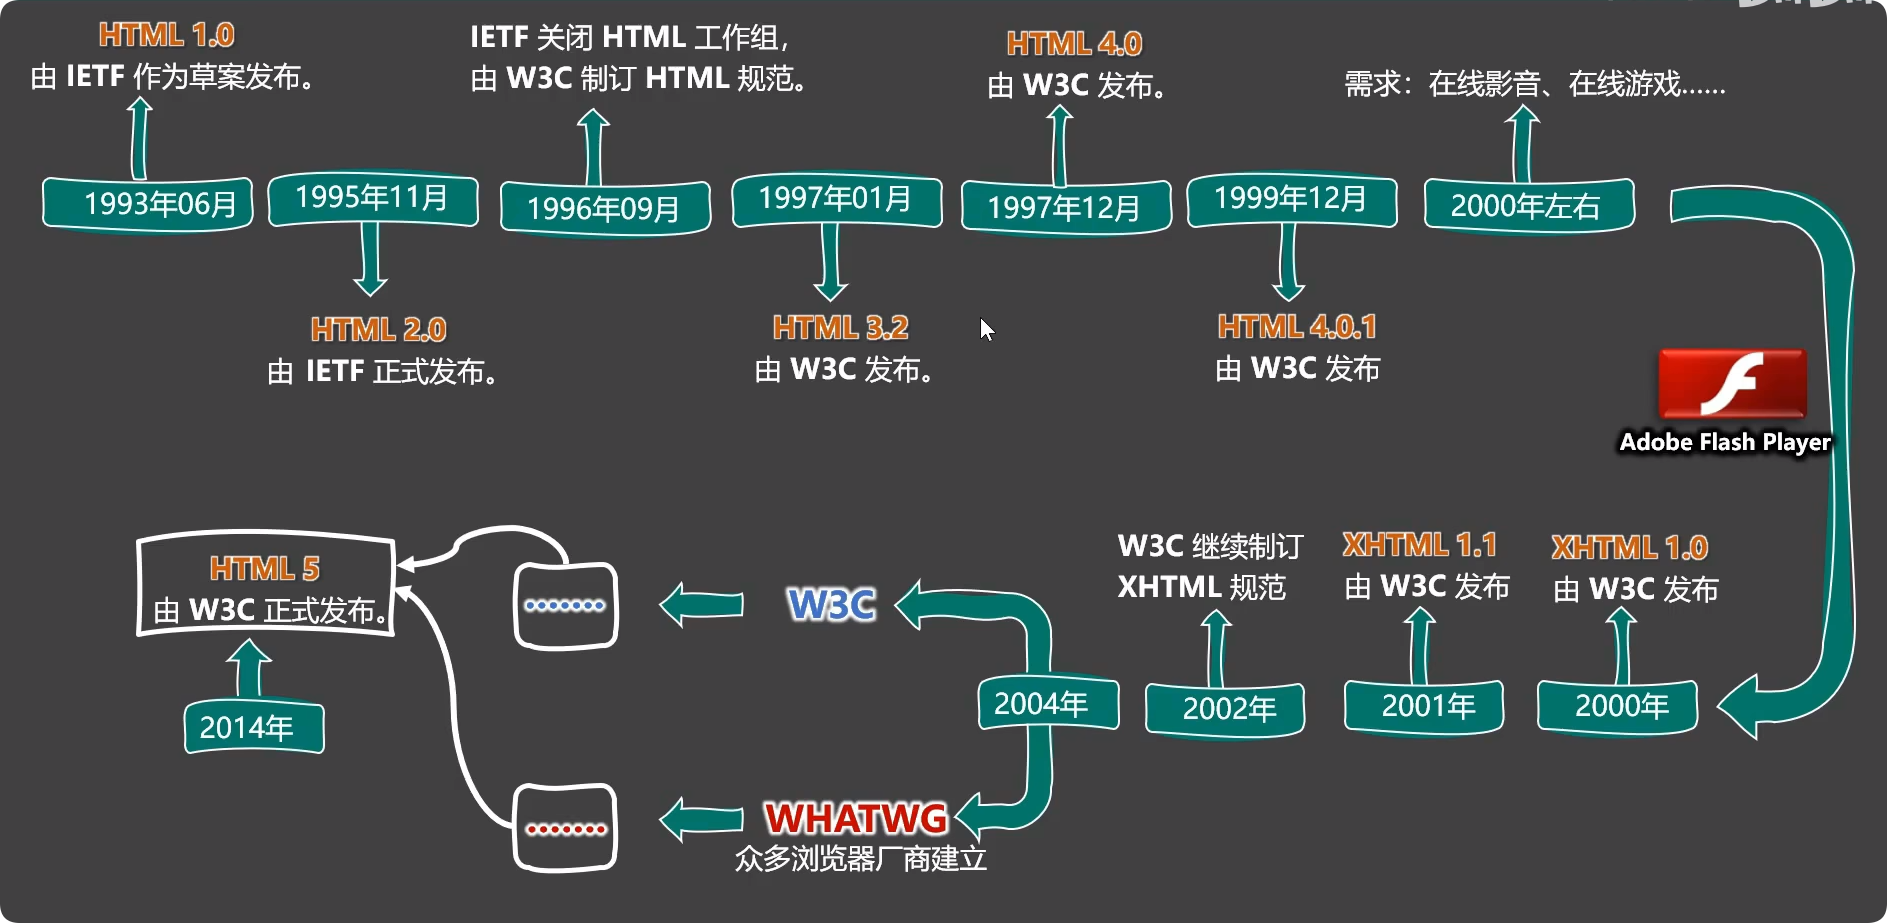 HTML 1.0
由 IETF 作为草案发布。
1993年06月
1995年11月
HTML 2.0
由 IETF 正式发布。
IETF 关闭 HTML 工作组，
由 W3C 制订 HTML 规范。
1996年09月
1997年01月
HTML 3.2
由 W3C 发布。
HTML 4.0
由 W3C 发布。
1997年12月
1999年12月
HTML 4.0.1
由 W3C 发布
需求：在线影音、在线游戏......
2000年左右
Adobe Flash Player
XHTML 1.0
由 W3C 发布
2000年
XHTML 1.1
由 W3C 发布
2001年
W3C 继续制订
XHTML 规范
2002年
2004年
W3C
.......
WHATWG
众多浏览器厂商建立
.......
HTML 5
由 W3C 正式发布。
2014年